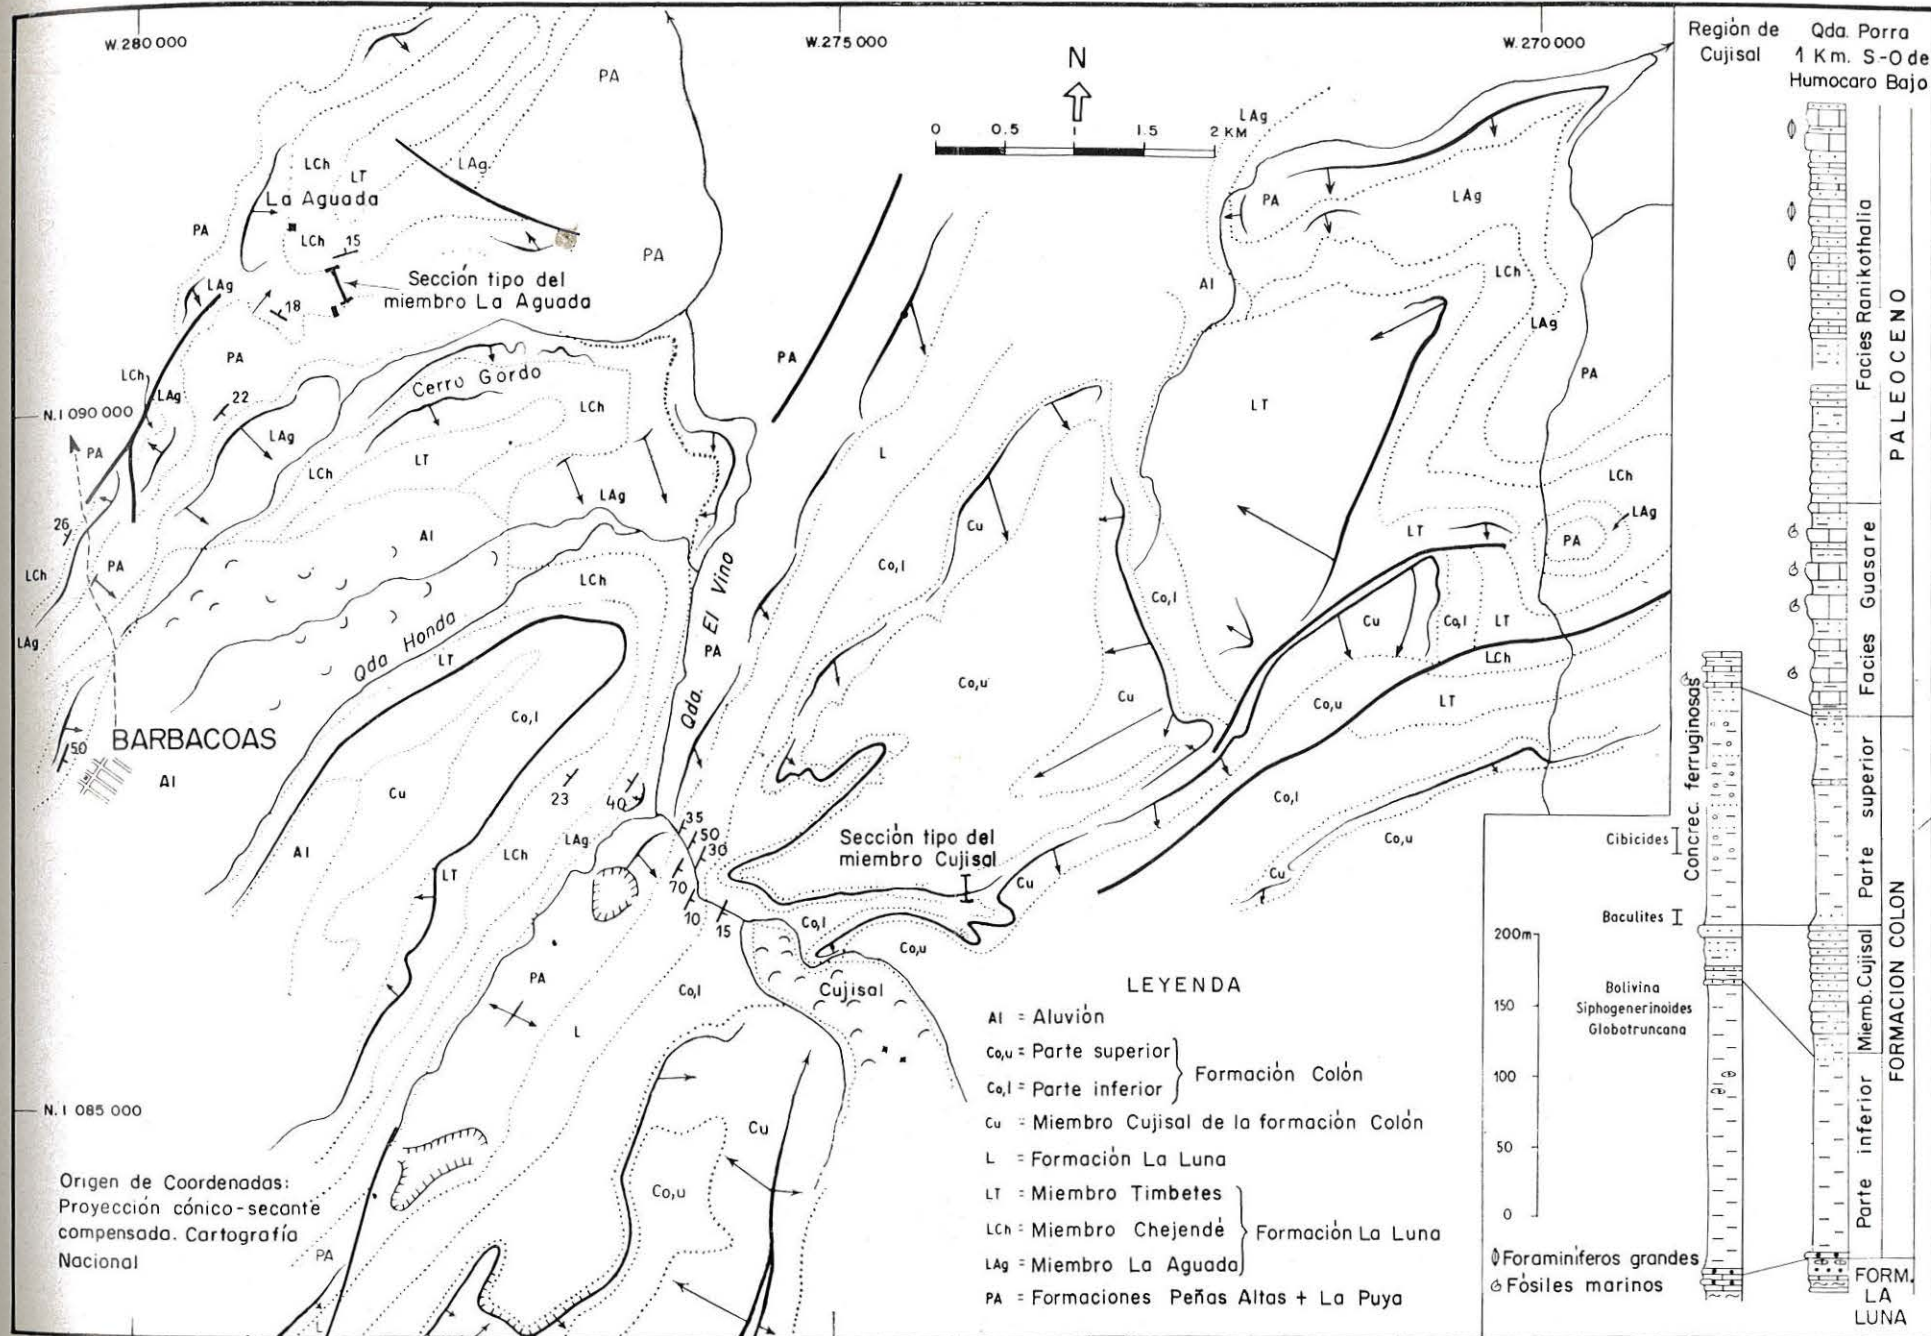 W. 280 000
W. 275 000
W. 270 000
N
0 0.5 1 1.5 2 KM
PA
LAg
LCh
LT
LAg
PA
LAg
La Aguada
PA
LCh
15
PA
LCh
Sección tipo del
miembro La Aguada
LAg
18
Al
PA
LCh
LAg
22
Cerro Gordo
PA
LT
LAg
PA
N. 1 090 000
LAg
LCh
L
LCh
PA
LCh
LT
LAg
Cu
LT
LAg
PA
26
Al
Qda. El Vino
Co,l
Co,l
LCh
PA
LCh
Cu
Co,l
LT
LAg
Qda Honda
LT
PA
LCh
Co,u
Cu
Co,u
LT
Co,l
50
BARBACOAS
Al
Cu
23
40
Co,l
35
50
30
Sección tipo del
miembro Cujisal
Co,u
Al
LCh
LAg
LT
70
10
15
Cu
Cu
Co,l
Co,u
PA
Co,l
Cujisal
L
N. 1 085 000
Cu
Co,u
PA
L
Origen de Coordenadas:
Proyección cónico-secante
compensada. Cartografía
Nacional
LEYENDA
Al = Aluvión
Co,u = Parte superior
Co,l = Parte inferior
Formación Colón
Cu = Miembro Cujisal de la formación Colón
L = Formación La Luna
LT = Miembro Timbetes
LCh = Miembro Chejendé
LAg = Miembro La Aguada
Formación La Luna
PA = Formaciones Peñas Altas + La Puya
Región de
Cujisal
Qda. Porra
1 Km. S-O de
Humocaro Bajo
Facies Ranikothalia
PALEOCENO
Facies Guasare
Concrec. ferruginosas
Cibicides
Parte superior
Baculites
Miemb. Cujisal
FORMACION COLON
200m
150
100
50
0
Bolivina
Siphogenerinoides
Globotruncana
Parte inferior
Foraminíferos grandes
Fósiles marinos
FORM.
LA
LUNA